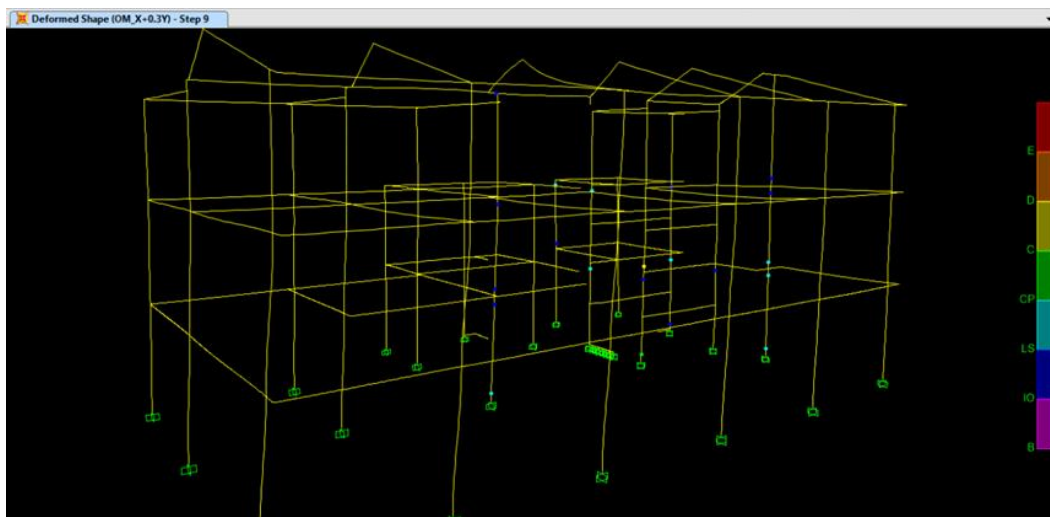 Deformed Shape (OM_X+0.3Y) - Step 9
E
D
C
CP
LS
IO
B